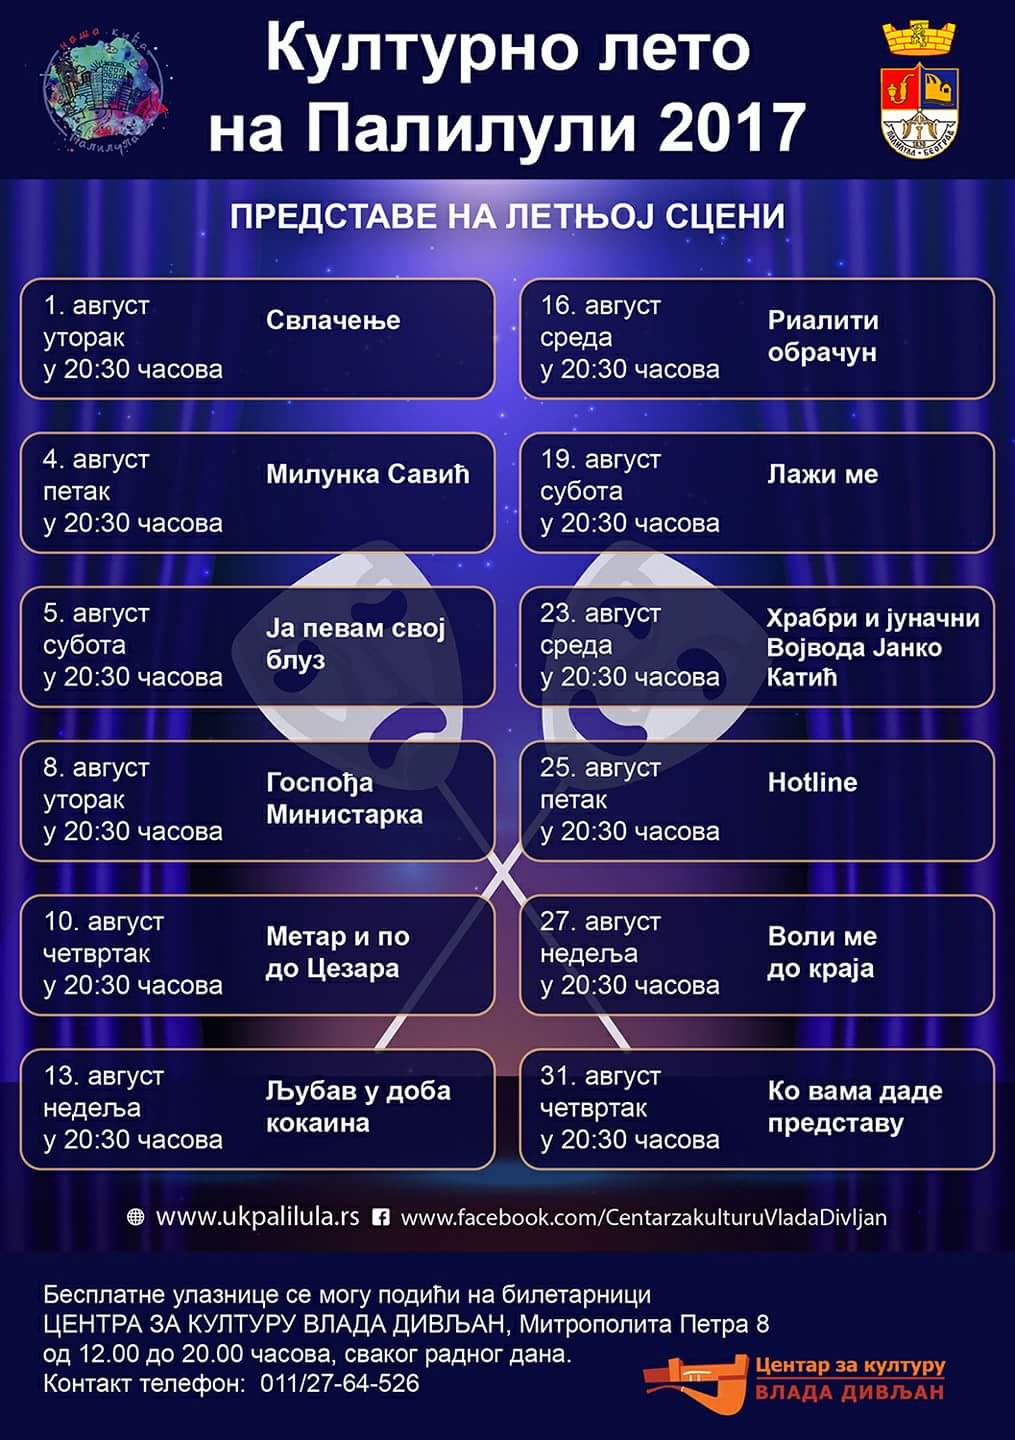 наша кућа
Палилула
Културно лето
на Палилули 2017
ПАЛИЛУЛА • БЕОГРАД
ПРЕДСТАВЕ НА ЛЕТЊОЈ СЦЕНИ
1. август
уторак
у 20:30 часова
Свлачење
4. август
петак
у 20:30 часова
Милунка Савић
5. август
субота
у 20:30 часова
Ја певам свој
блуз
8. август
уторак
у 20:30 часова
Госпођа
Министарка
10. август
четвртак
у 20:30 часова
Метар и по
до Цезара
13. август
недеља
у 20:30 часова
Љубав у доба
кокаина
16. август
среда
у 20:30 часова
Риалити
обрачун
19. август
субота
у 20:30 часова
Лажи ме
23. август
среда
у 20:30 часова
Храбри и јуначни
Војвода Јанко
Катић
25. август
петак
у 20:30 часова
Hotline
27. август
недеља
у 20:30 часова
Воли ме
до краја
31. август
четвртак
у 20:30 часова
Ко вама даде
представу
www.ukpalilula.rs www.facebook.com/CentarzakulturuVladaDivljan
Бесплатне улазнице се могу подићи на билетарници
ЦЕНТРА ЗА КУЛТУРУ ВЛАДА ДИВЉАН, Митрополита Петра 8
од 12.00 до 20.00 часова, сваког радног дана.
Контакт телефон: 011/27-64-526
Центар за културу
ВЛАДА ДИВЉАН